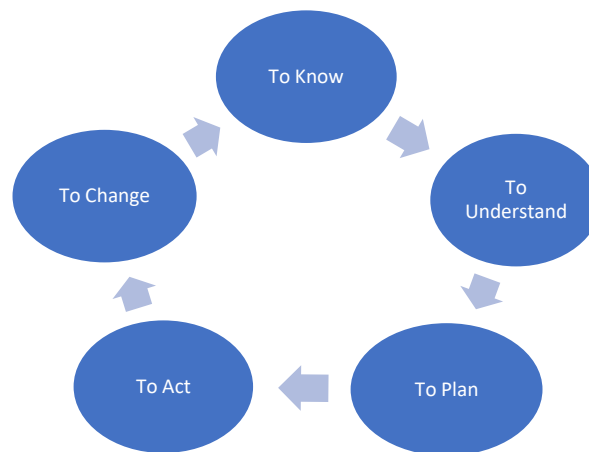 To Know
To
Understand
To Plan
To Act
To Change